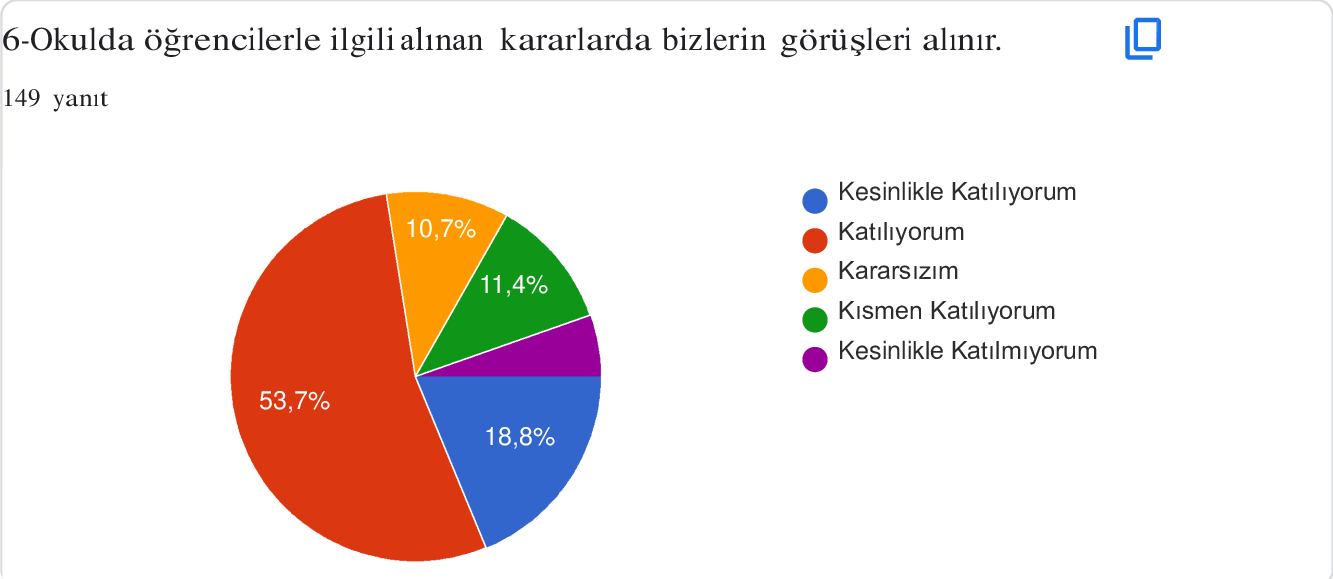 6-Okulda öğrencilerle ilgili alınan kararlarda bizlerin görüşleri alınır.
149 yanıt
Kesinlikle Katılıyorum
Katılıyorum
Kararsızım
Kısmen Katılıyorum
Kesinlikle Katılmıyorum
10,7%
11,4%
53,7%
18,8%